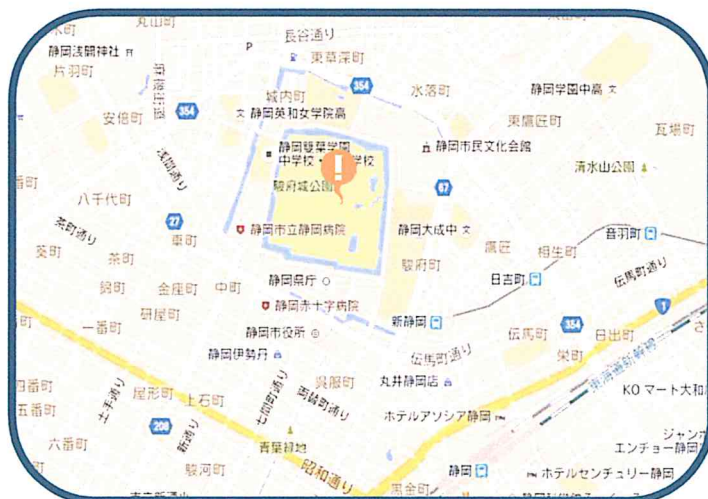 丸山町
長谷通り
静岡浅間神社
P
東草深町
片羽町
354
水落町
静岡学園中高
城内町
354
静岡英和女学院高
安倍町
東鷹匠町
瓦場町
静岡市民文化会館
静岡雙葉学園
浅間通り
清水山公園
駿府城公園
67
八千代町
27
茶町通り
車町
静岡市立静岡病院
静岡大成中
音羽町
鷹匠
相生町
葵町
茶町
駿府町
伝馬町通り
静岡県庁
日吉町
錦町
金座町
中町
1
静岡赤十字病院
研屋町
新静岡
一番町
静岡市役所
伝馬町
354
日出町
静岡伊勢丹
伝馬町通り
栄町
東海道新幹線
四番町
呉服町
丸井静岡店
屋形町
七間町通り
両替町通り
KOマート大和
五番町
土手通り
上石町
ホテルアソシア静岡
208
新通り
青葉緑地
エンチョー静岡
六番町
昭和通り
駿河町
静岡
ホテルセンチュリー静岡
黒金町